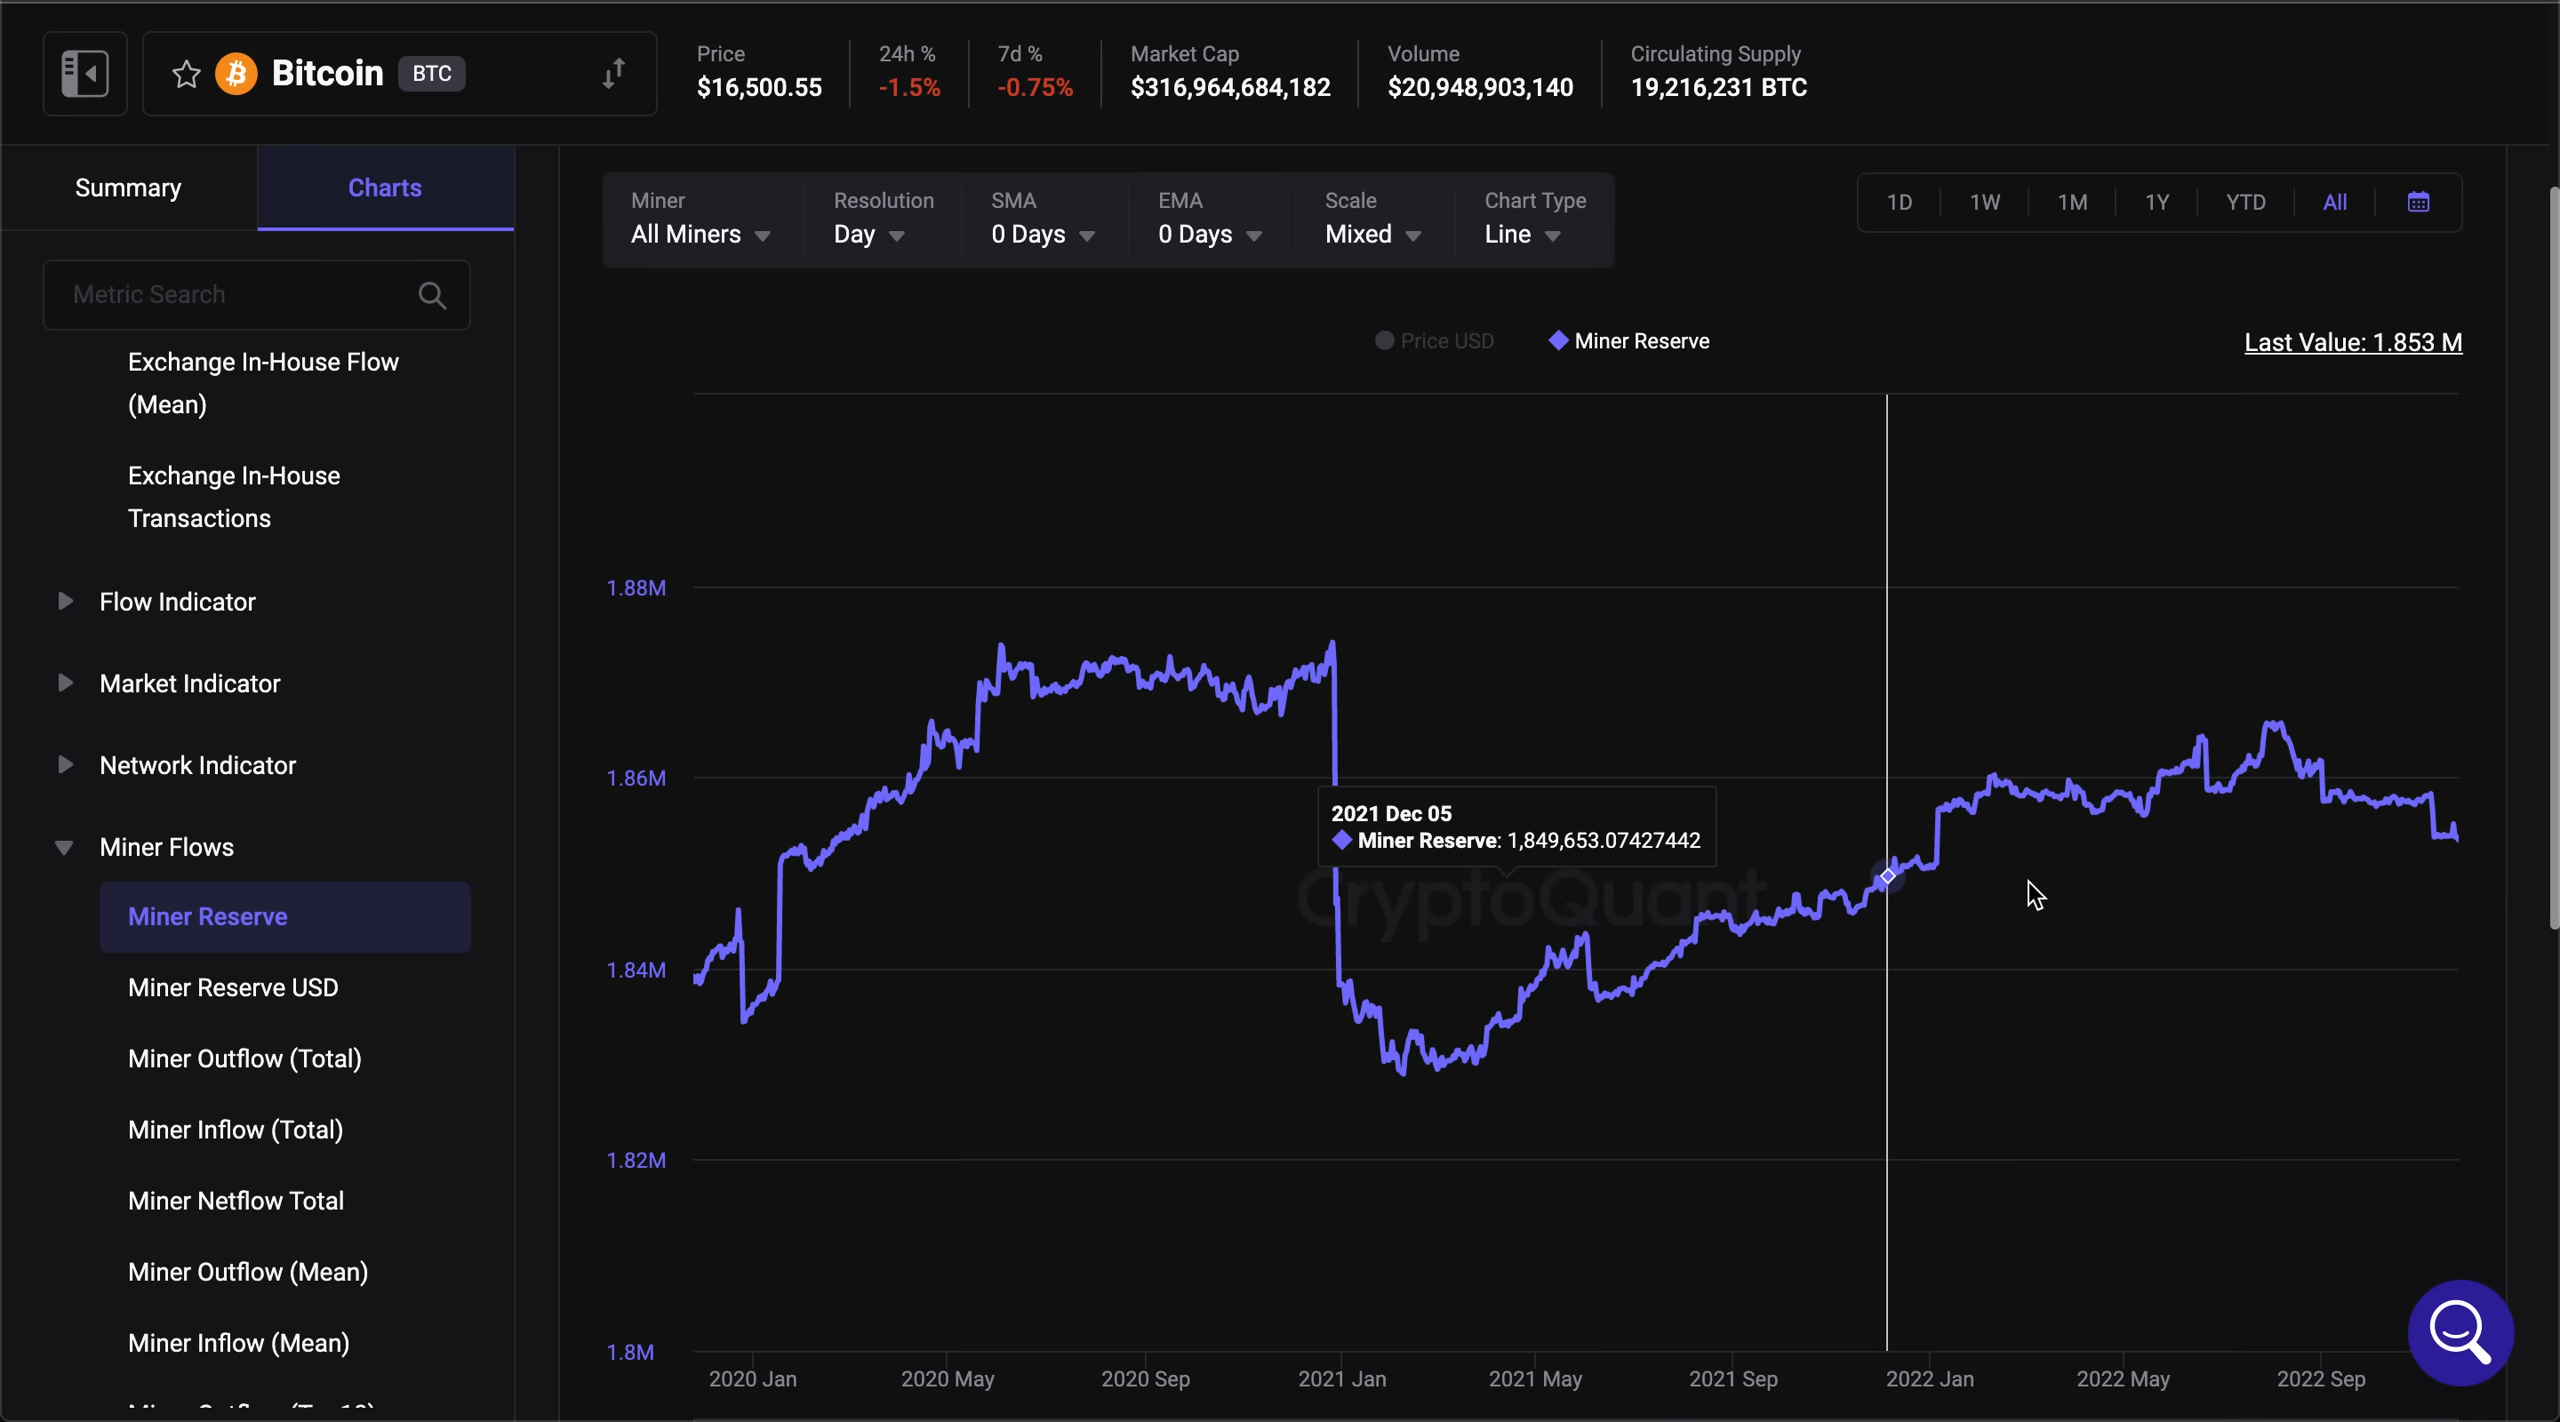 Bitcoin BTC
Price
$16,500.55
24h %
-1.5%
7d %
-0.75%
Market Cap
$316,964,684,182
Volume
$20,948,903,140
Circulating Supply
19,216,231 BTC
Summary
Charts
Metric Search
Exchange In-House Flow
(Mean)
Exchange In-House
Transactions
Flow Indicator
Market Indicator
Network Indicator
Miner Flows
Miner Reserve
Miner Reserve USD
Miner Outflow (Total)
Miner Inflow (Total)
Miner Netflow Total
Miner Outflow (Mean)
Miner Inflow (Mean)
Miner
All Miners
Resolution
Day
SMA
0 Days
EMA
0 Days
Scale
Mixed
Chart Type
Line
1D 1W 1M 1Y YTD All
Price USD Miner Reserve
Last Value: 1.853 M
1.88M
1.86M
1.84M
1.82M
1.8M
2021 Dec 05
Miner Reserve: 1,849,653.07427442
CryptoQuant
2020 Jan 2020 May 2020 Sep 2021 Jan 2021 May 2021 Sep 2022 Jan 2022 May 2022 Sep